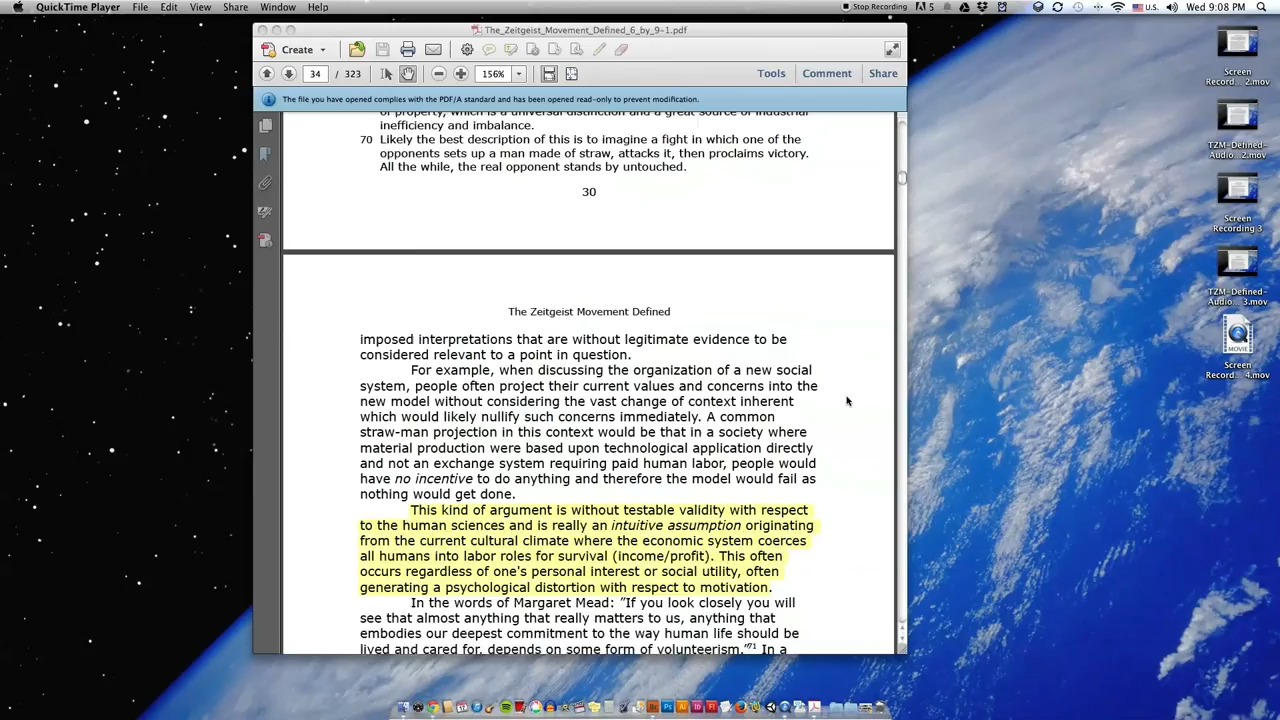 QuickTime Player File Edit View Share Window Help
Stop Recording 5 U.S. Wed 9:08 PM
The_Zeitgeist_Movement_Defined_6_by_9-1.pdf
Create
34 / 323 156% Tools Comment Share
The file you have opened complies with the PDF/A standard and has been opened read-only to prevent modification.
of property, which is a universal distinction and a great source of industrial
inefficiency and imbalance.
70 Likely the best description of this is to imagine a fight in which one of the
opponents sets up a man made of straw, attacks it, then proclaims victory.
All the while, the real opponent stands by untouched.
30
The Zeitgeist Movement Defined
imposed interpretations that are without legitimate evidence to be
considered relevant to a point in question.
For example, when discussing the organization of a new social
system, people often project their current values and concerns into the
new model without considering the vast change of context inherent
which would likely nullify such concerns immediately. A common
straw-man projection in this context would be that in a society where
material production were based upon technological application directly
and not an exchange system requiring paid human labor, people would
have no incentive to do anything and therefore the model would fail as
nothing would get done.
This kind of argument is without testable validity with respect
to the human sciences and is really an intuitive assumption originating
from the current cultural climate where the economic system coerces
all humans into labor roles for survival (income/profit). This often
occurs regardless of one's personal interest or social utility, often
generating a psychological distortion with respect to motivation.
In the words of Margaret Mead: "If you look closely you will
see that almost anything that really matters to us, anything that
embodies our deepest commitment to the way human life should be
lived and cared for, depends on some form of volunteerism."71 In a
Screen
Record... 2.mov
TZM-Defined-
Audio...2.mov
Screen
Recording 3
TZM-Defined-
Audio... 3.mov
MOVIE
Screen
Record... 4.mov